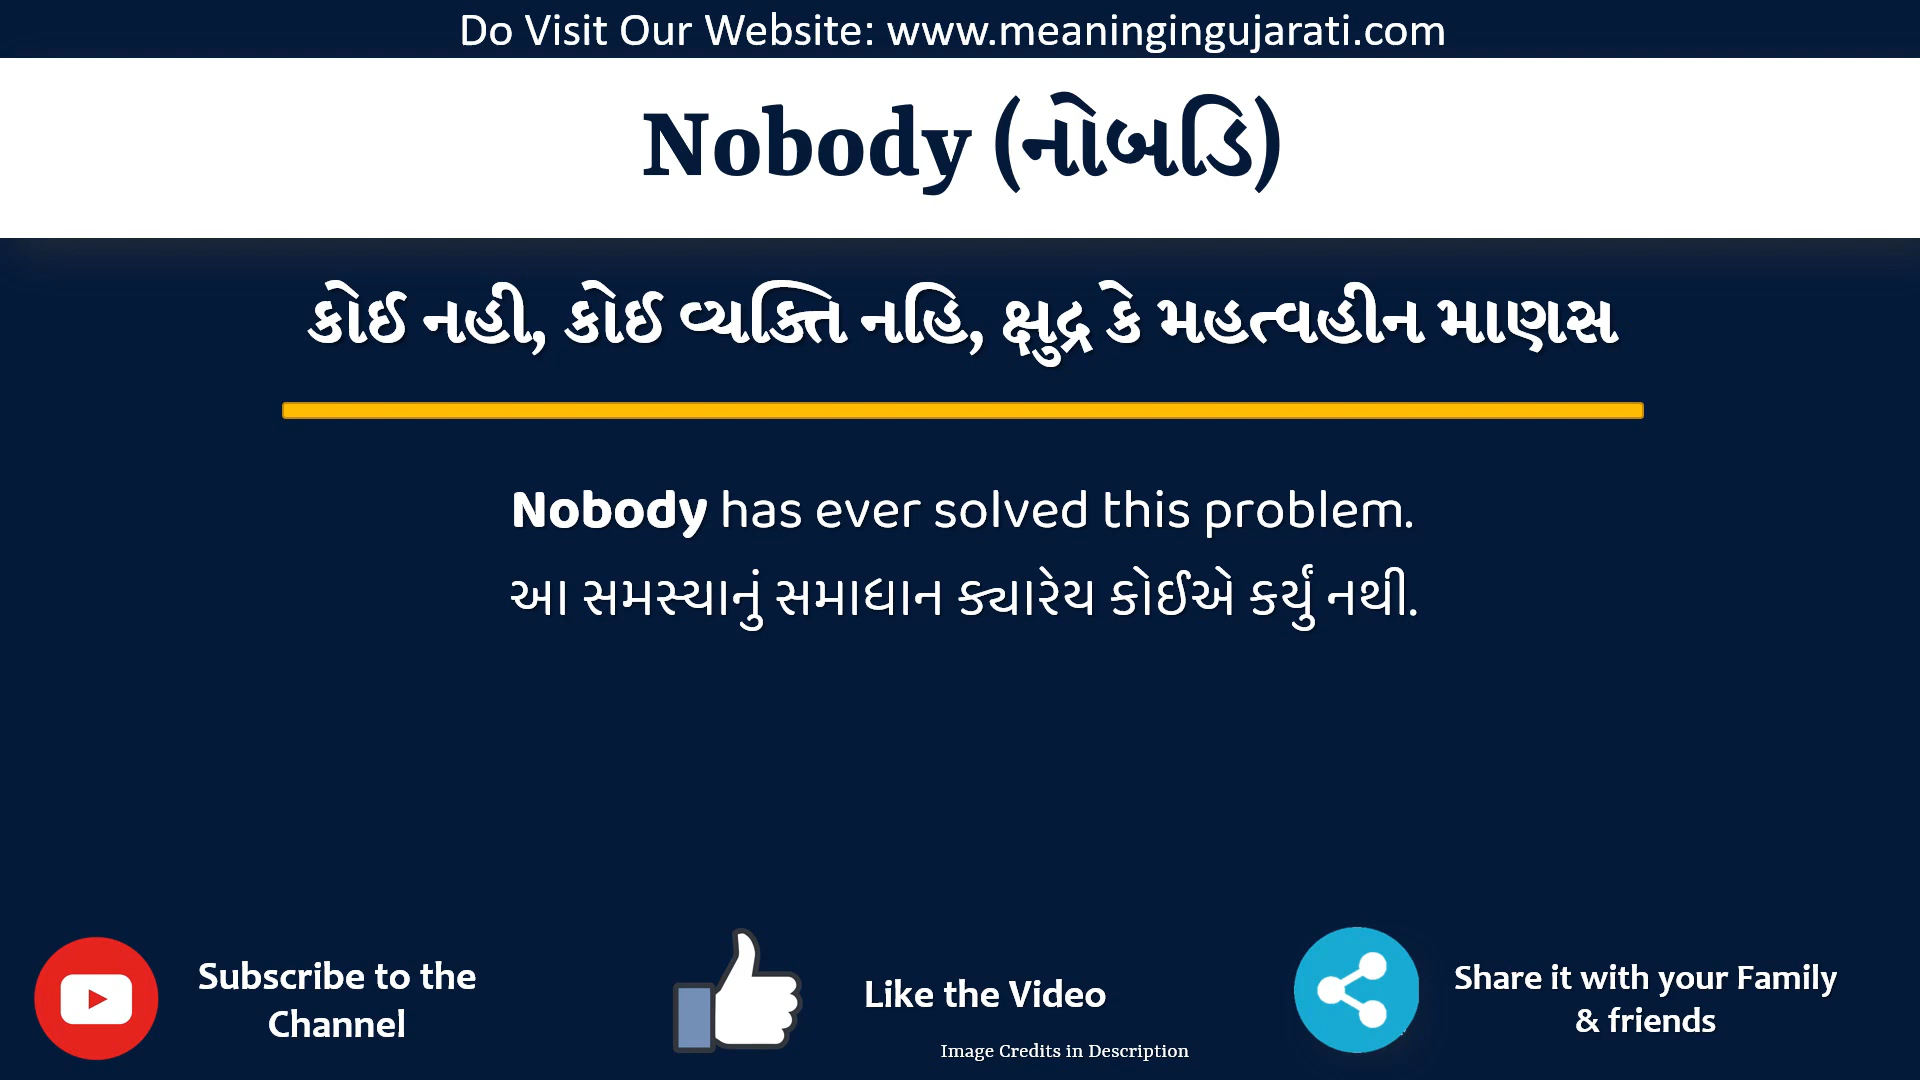 Do Visit Our Website: www.meaningingujarati.com
Nobody (નોબડિ)
કોઈ નહી, કોઈ વ્યક્તિ નહિ, ક્ષુદ્ર કે મહત્વહીન માણસ
Nobody has ever solved this problem.
આ સમસ્યાનું સમાધાન ક્યારેય કોઈએ કર્યું નથી.
Subscribe to the
Channel
Like the Video
Share it with your Family
& friends
Image Credits in Description